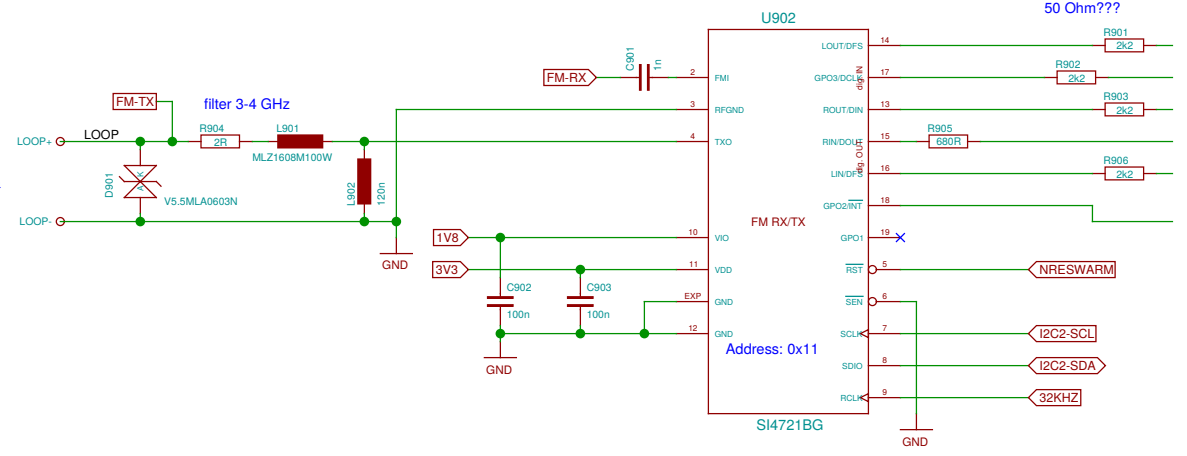 50 Ohm???
U902
LOUT/DFS
14
R901
2k2
FM-RX
C901
1n
2
FMI
GPO3/DCLK
17
dig. IN
R902
2k2
FM-TX
filter 3-4 GHz
3
RFGND
ROUT/DIN
13
R903
2k2
LOOP+
LOOP
R904
2R
L901
MLZ1608M100W
4
TXO
RIN/DOUT
15
dig. OUT
R905
680R
D901
A
K
V5.5MLA0603N
L902
120n
LIN/DFS
16
R906
2k2
GPO2/INT
18
LOOP-
FM RX/TX
GND
1V8
10
VIO
GPO1
19
3V3
11
VDD
RST
5
NRESWARM
C902
100n
C903
100n
EXP
GND
SEN
6
12
GND
SCLK
7
I2C2-SCL
Address: 0x11
GND
SDIO
8
I2C2-SDA
RCLK
9
32KHZ
SI4721BG
GND